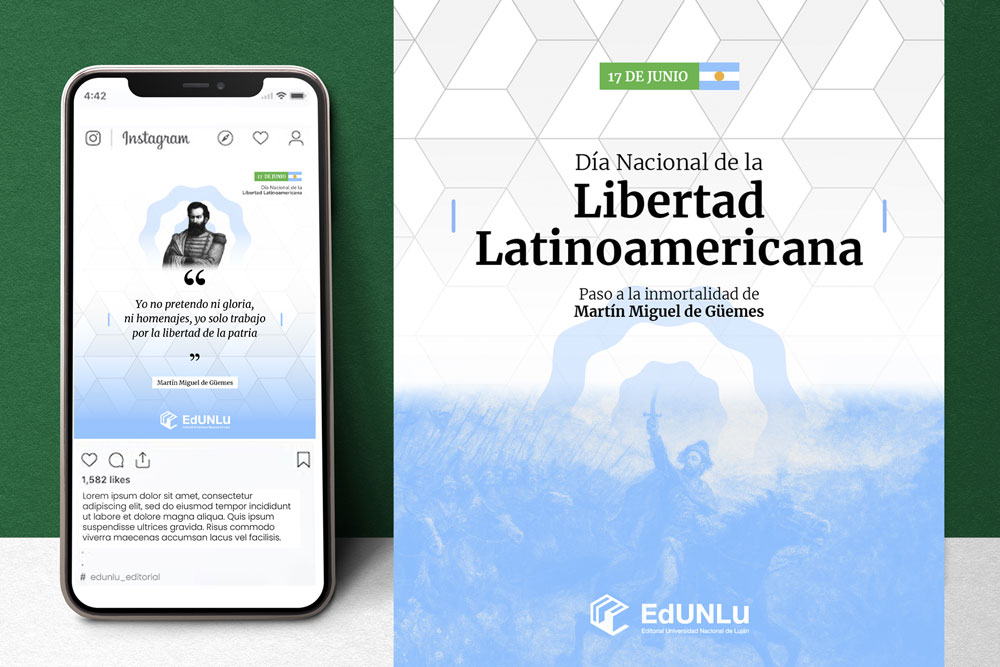 4:42
Instagram
17 DE JUNIO
Día Nacional de la
Libertad Latinoamericana
“
Yo no pretendo ni gloria,
ni homenajes, yo solo trabajo
por la libertad de la patria
”
Martín Miguel de Güemes
EdUNLu
1,582 likes
Lorem ipsum dolor sit amet, consectetur
adipiscing elit, sed do eiusmod tempor incididunt
ut labore et dolore magna aliqua. Quis ipsum
suspendisse ultrices gravida. Risus commodo
viverra maecenas accumsan lacus vel facilisis.
.
.
# edunlu_editorial
17 DE JUNIO
Día Nacional de la
Libertad
Latinoamericana
Paso a la inmortalidad de
Martín Miguel de Güemes
EdUNLu
Editorial Universidad Nacional de Luján